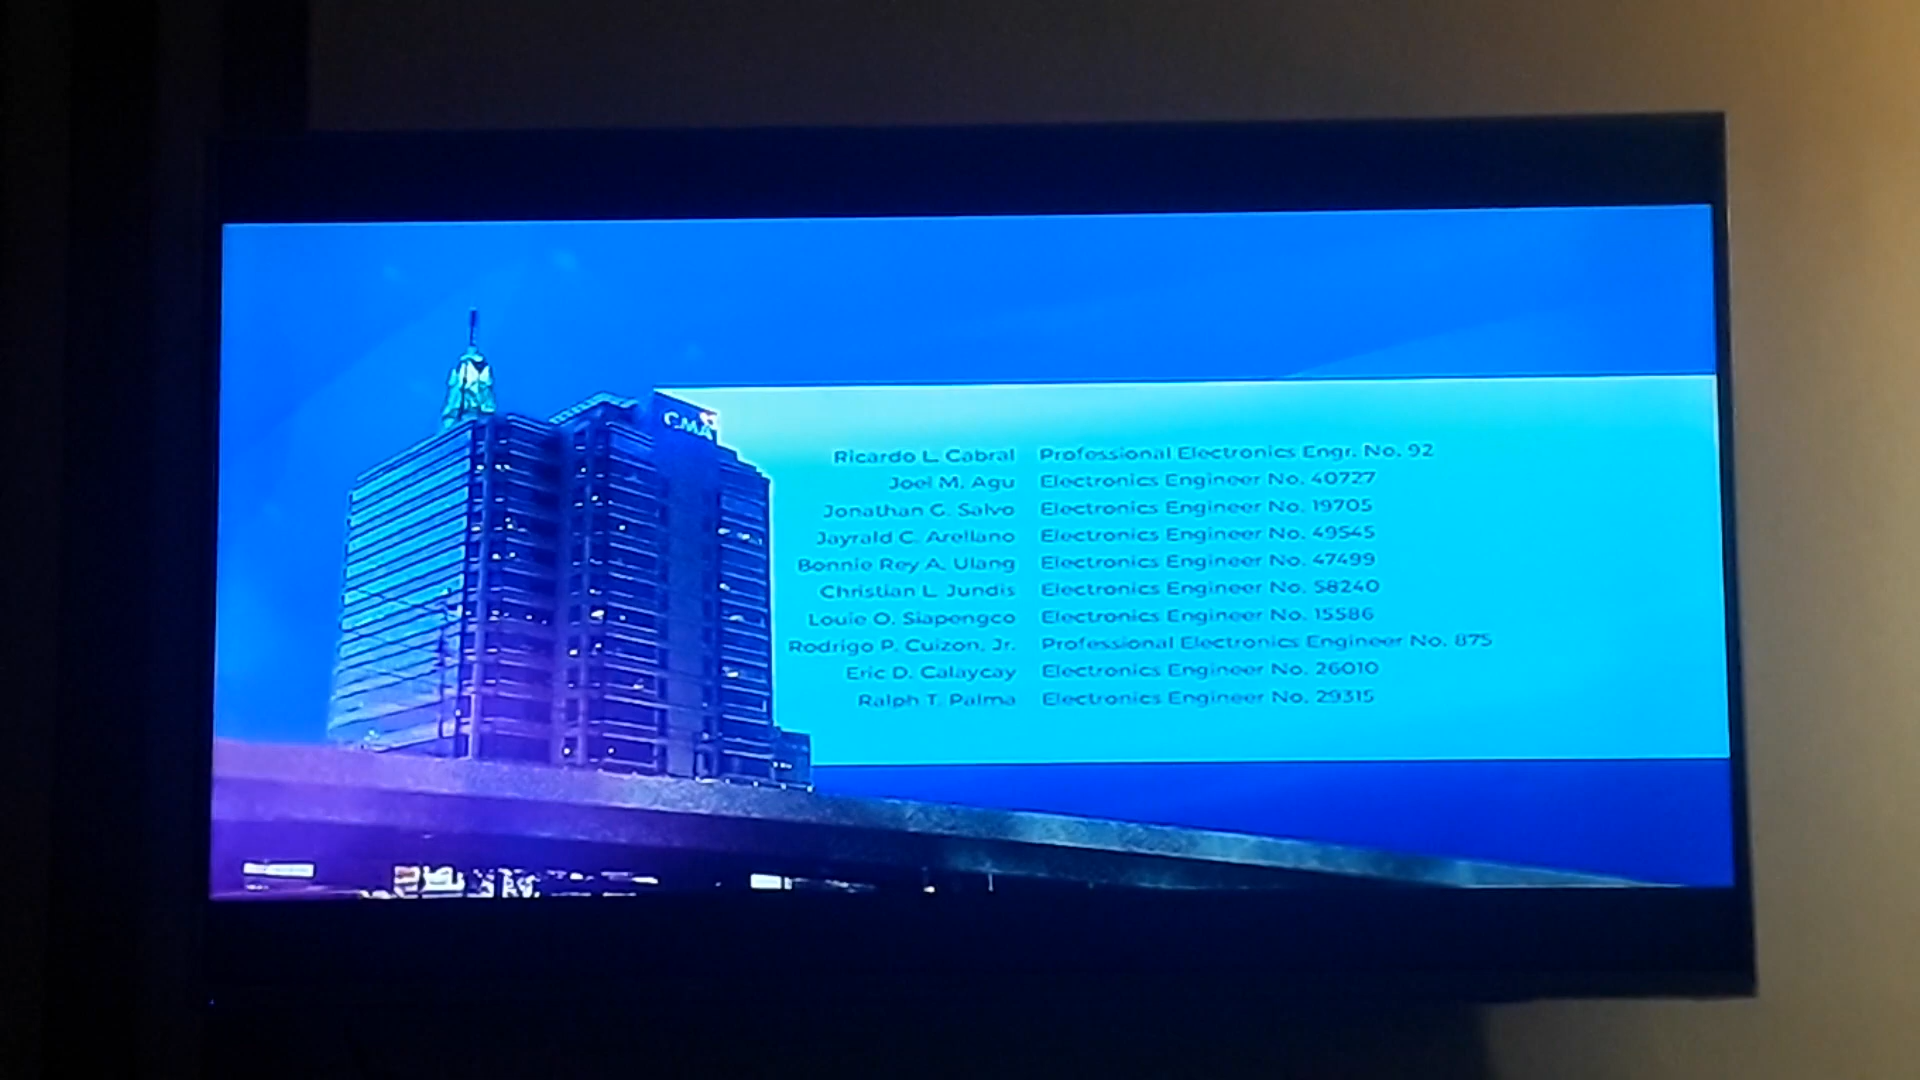 GMA
Ricardo L. Cabral Professional Electronics Engr. No. 92
Joel M. Agu Electronics Engineer No. 40727
Jonathan C. Salvo Electronics Engineer No. 19705
Jayrald C. Arellano Electronics Engineer No. 49545
Bonnie Rey A. Ulang Electronics Engineer No. 47499
Christian L. Jundis Electronics Engineer No. 58240
Louie O. Siapengco Electronics Engineer No. 15586
Rodrigo P. Cuizon, Jr. Professional Electronics Engineer No. 875
Eric D. Calaycay Electronics Engineer No. 26010
Ralph T. Palma Electronics Engineer No. 29315